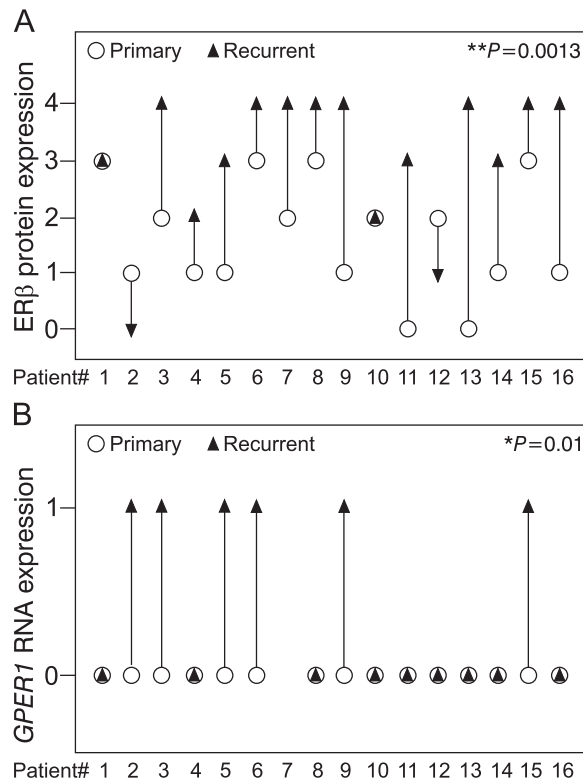 A
Primary Recurrent **P=0.0013
ERβ protein expression
4
3
2
1
0
Patient# 1 2 3 4 5 6 7 8 9 10 11 12 13 14 15 16
B
Primary Recurrent *P=0.01
GPER1 RNA expression
1
0
Patient# 1 2 3 4 5 6 7 8 9 10 11 12 13 14 15 16